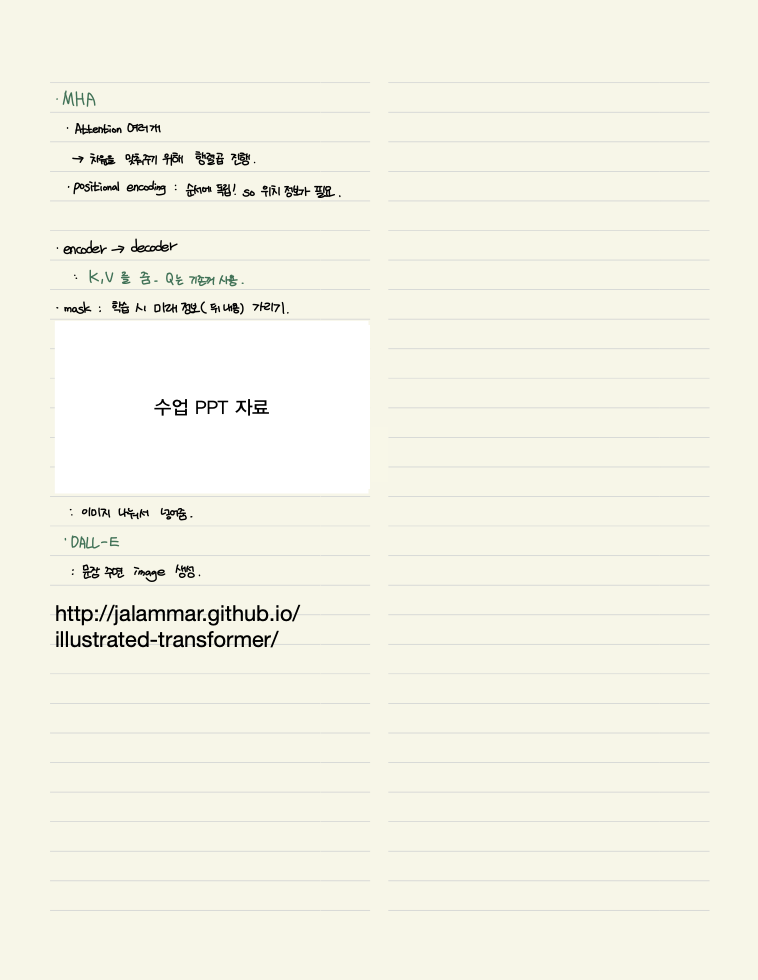 · MHA
· Attention 여러개
→ 차원을 맞춰주기 위해 행렬곱 진행.
· positional encoding : 순서에 독립! so 위치 정보가 필요.
· encoder → decoder
: K,V 를 줌. Q는 기존꺼 사용.
· mask : 학습 시 미래 정보(뒤 내용) 가리기.
수업 PPT 자료
: 이미지 나눠서 넣어줌.
· DALL-E
: 문장 주면 image 생성.
http://jalammar.github.io/
illustrated-transformer/